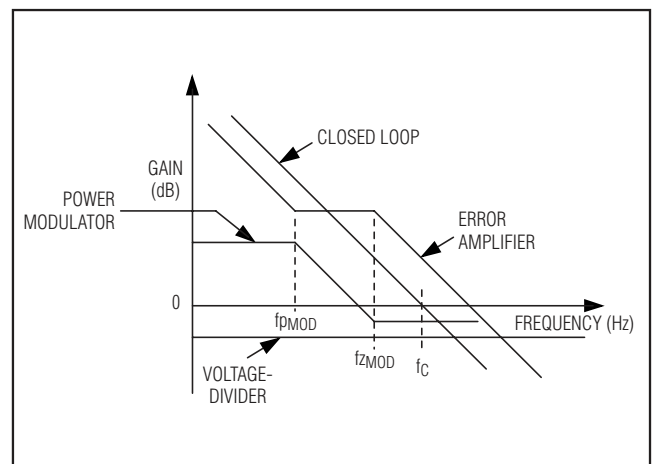 CLOSED LOOP
GAIN
(dB)
POWER
MODULATOR
ERROR
AMPLIFIER
0
fpMOD
FREQUENCY (Hz)
fzMOD
fC
VOLTAGE-
DIVIDER